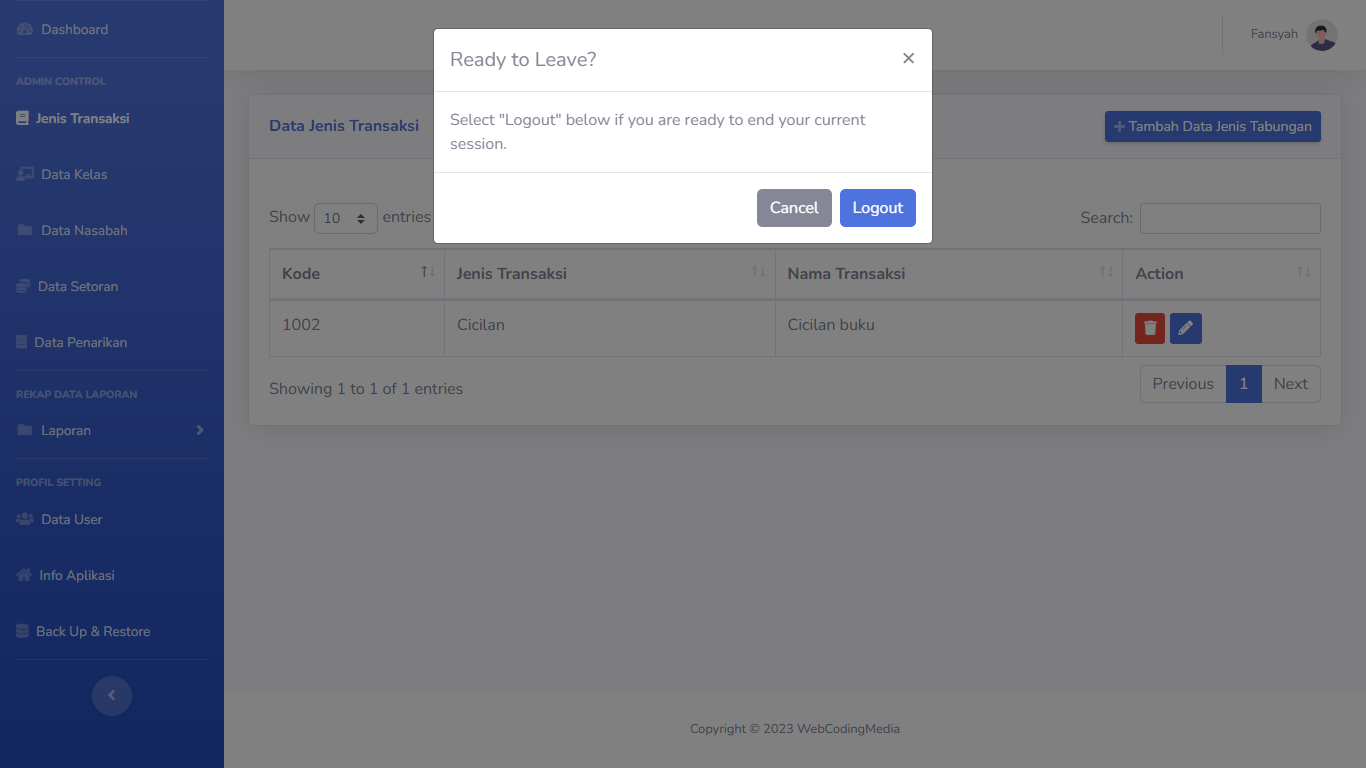 Dashboard
ADMIN CONTROL
Jenis Transaksi
Data Kelas
Data Nasabah
Data Setoran
Data Penarikan
REKAP DATA LAPORAN
Laporan
PROFIL SETTING
Data User
Info Aplikasi
Back Up & Restore
Fansyah
Ready to Leave?
×
Select "Logout" below if you are ready to end your current
session.
Cancel
Logout
Data Jenis Transaksi
Tambah Data Jenis Tabungan
Show 10 entries
Search:
Kode Jenis Transaksi Nama Transaksi Action
1002 Cicilan Cicilan buku
Showing 1 to 1 of 1 entries
Previous 1 Next
Copyright © 2023 WebCodingMedia